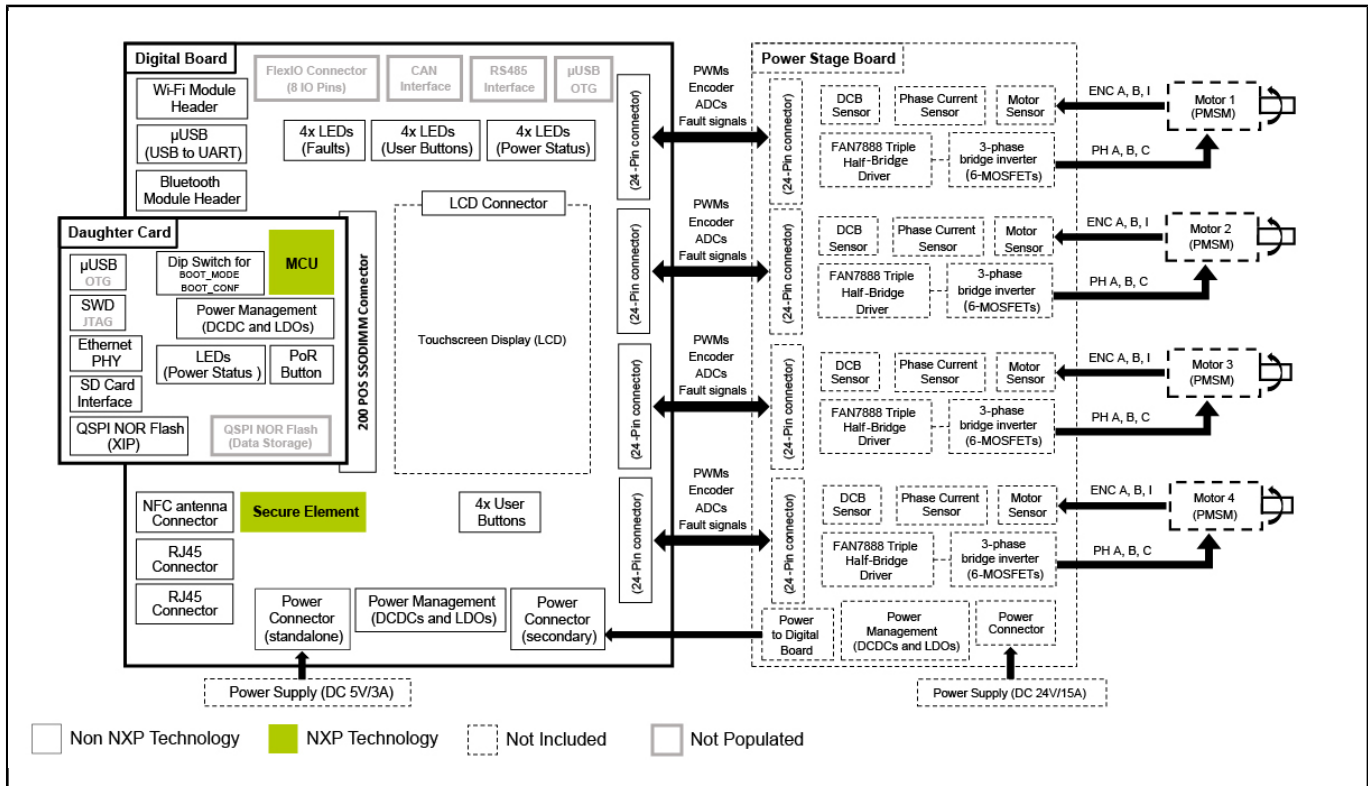 Digital Board
Wi-Fi Module
Header
µUSB
(USB to UART)
Bluetooth
Module Header
FlexIO Connector
(8 IO Pins)
CAN
Interface
RS485
Interface
µUSB
OTG
4x LEDs
(Faults)
4x LEDs
(User Buttons)
4x LEDs
(Power Status)
LCD Connector
Touchscreen Display (LCD)
200 POS SSODIMM Connector
Daughter Card
µUSB
OTG
SWD
JTAG
Ethernet
PHY
SD Card
Interface
QSPI NOR Flash
(XIP)
Dip Switch for
BOOT_MODE
BOOT_CONF
MCU
Power Management
(DCDC and LDOs)
LEDs
(Power Status )
PoR
Button
QSPI NOR Flash
(Data Storage)
NFC antenna
Connector
Secure Element
RJ45
Connector
RJ45
Connector
4x User
Buttons
Power
Connector
(standalone)
Power Management
(DCDCs and LDOs)
Power
Connector
(secondary)
Power Supply (DC 5V/3A)
(24-Pin connector)
(24-Pin connector)
(24-Pin connector)
(24-Pin connector)
PWMs
Encoder
ADCs
Fault signals
PWMs
Encoder
ADCs
Fault signals
PWMs
Encoder
ADCs
Fault signals
PWMs
Encoder
ADCs
Fault signals
Power Stage Board
(24-Pin connector)
DCB
Sensor
Phase Current
Sensor
Motor
Sensor
FAN7888 Triple
Half-Bridge
Driver
3-phase
bridge inverter
(6-MOSFETs)
ENC A, B, I
PH A, B, C
Motor 1
(PMSM)
(24-Pin connector)
DCB
Sensor
Phase Current
Sensor
Motor
Sensor
FAN7888 Triple
Half-Bridge
Driver
3-phase
bridge inverter
(6-MOSFETs)
ENC A, B, I
PH A, B, C
Motor 2
(PMSM)
(24-Pin connector)
DCB
Sensor
Phase Current
Sensor
Motor
Sensor
FAN7888 Triple
Half-Bridge
Driver
3-phase
bridge inverter
(6-MOSFETs)
ENC A, B, I
PH A, B, C
Motor 3
(PMSM)
(24-Pin connector)
DCB
Sensor
Phase Current
Sensor
Motor
Sensor
FAN7888 Triple
Half-Bridge
Driver
3-phase
bridge inverter
(6-MOSFETs)
ENC A, B, I
PH A, B, C
Motor 4
(PMSM)
Power
to Digital
Board
Power
Management
(DCDCs and LDOs)
Power
Connector
Power Supply (DC 24V/15A)
Non NXP Technology
NXP Technology
Not Included
Not Populated